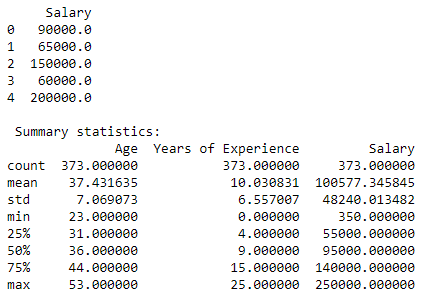 Salary
0 90000.0
1 65000.0
2 150000.0
3 60000.0
4 200000.0
Summary statistics:
Age Years of Experience Salary
count 373.000000 373.000000 373.000000
mean 37.431635 10.030831 100577.345845
std 7.069073 6.557007 48240.013482
min 23.000000 0.000000 350.000000
25% 31.000000 4.000000 55000.000000
50% 36.000000 9.000000 95000.000000
75% 44.000000 15.000000 140000.000000
max 53.000000 25.000000 250000.000000